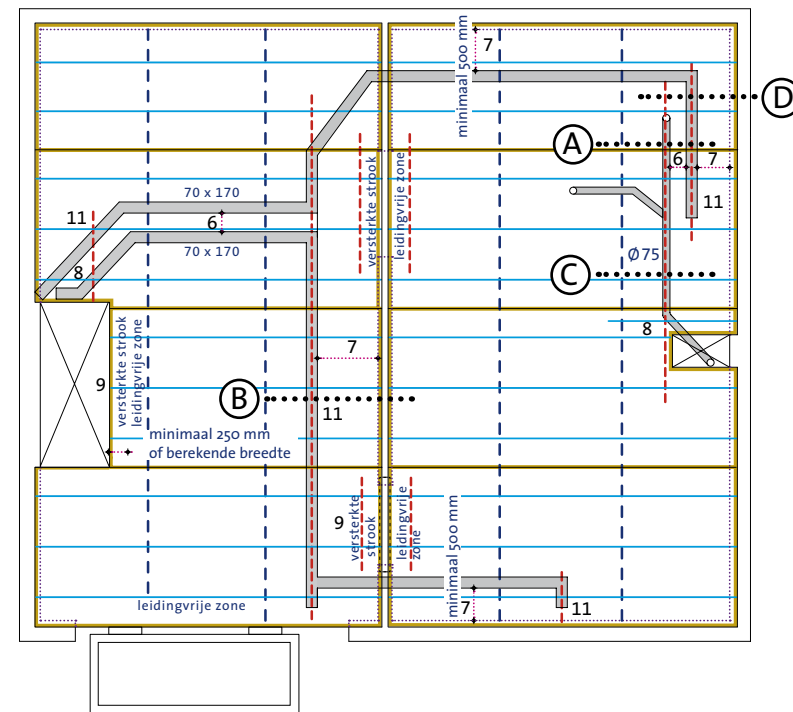 minimaal 500 mm
7
D
A
6
7
11
versterkte strook
leidingvrije zone
70 x 170
11
6
70 x 170
8
Ø 75
C
8
versterkte strook
leidingvrije zone
9
7
B
11
minimaal 250 mm
of berekende breedte
9
versterkte
strook
leidingvrije
zone
minimaal 500 mm
7
11
leidingvrije zone